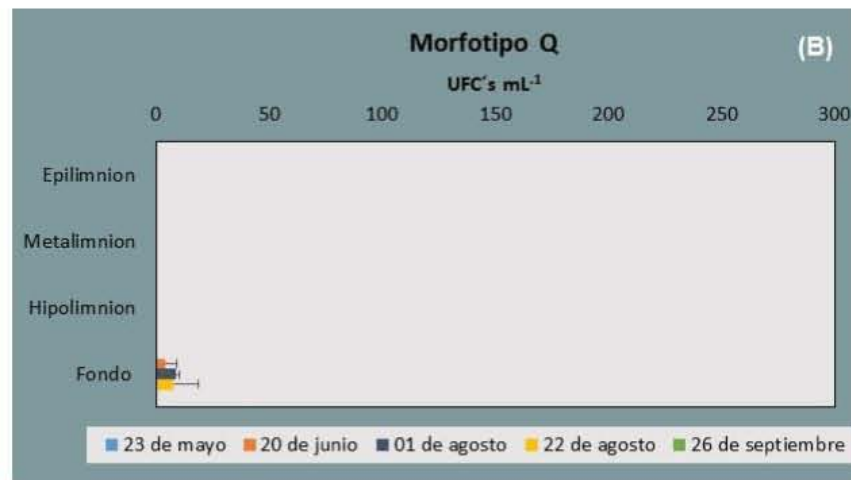 Morfotipo Q
(B)
UFC´s mL-1
0 50 100 150 200 250 300
Epilimnion
Metalimnion
Hipolimnion
Fondo
23 de mayo 20 de junio 01 de agosto 22 de agosto 26 de septiembre